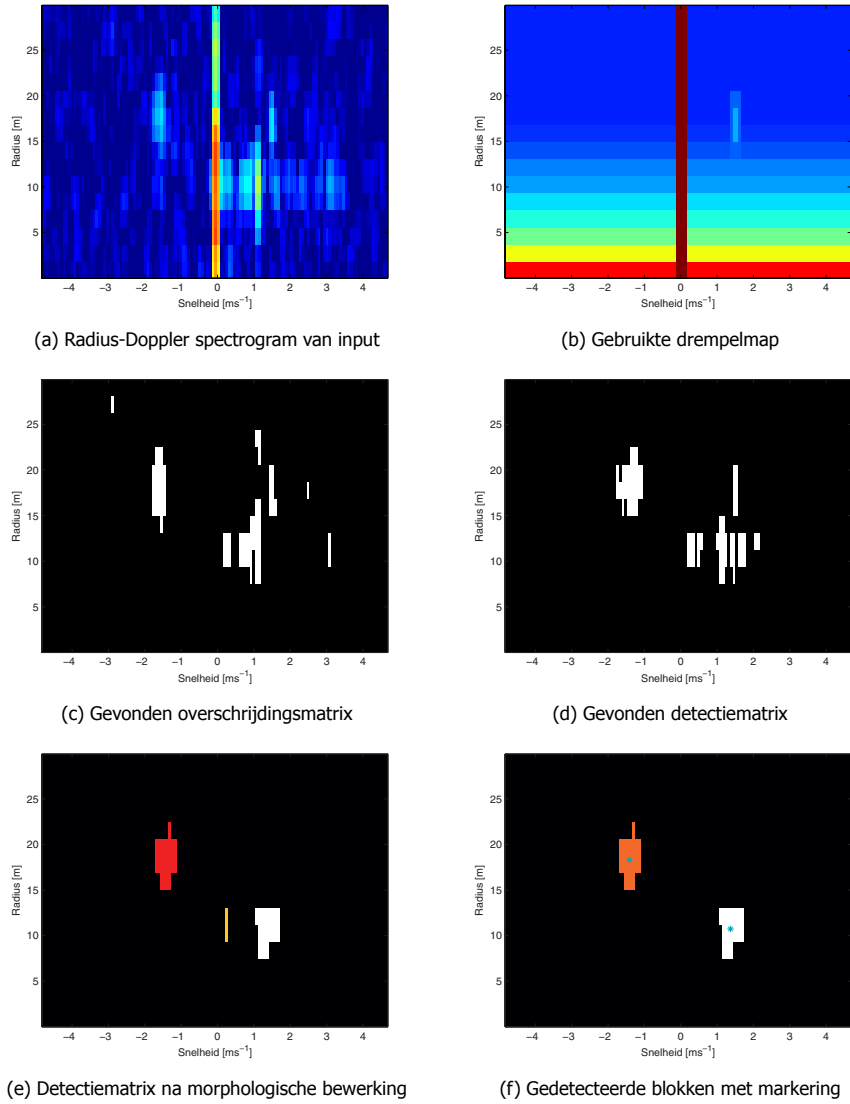 25
20
15
10
5
Radius [m]
−4 −3 −2 −1 0 1 2 3 4
Snelheid [ms⁻¹]
(a) Radius-Doppler spectrogram van input
25
20
15
10
5
Radius [m]
−4 −3 −2 −1 0 1 2 3 4
Snelheid [ms⁻¹]
(b) Gebruikte drempelmap
25
20
15
10
5
Radius [m]
−4 −3 −2 −1 0 1 2 3 4
Snelheid [ms⁻¹]
(c) Gevonden overschrijdingsmatrix
25
20
15
10
5
Radius [m]
−4 −3 −2 −1 0 1 2 3 4
Snelheid [ms⁻¹]
(d) Gevonden detectiematrix
25
20
15
10
5
Radius [m]
−4 −3 −2 −1 0 1 2 3 4
Snelheid [ms⁻¹]
(e) Detectiematrix na morphologische bewerking
25
20
15
10
5
Radius [m]
−4 −3 −2 −1 0 1 2 3 4
Snelheid [ms⁻¹]
(f) Gedetecteerde blokken met markering